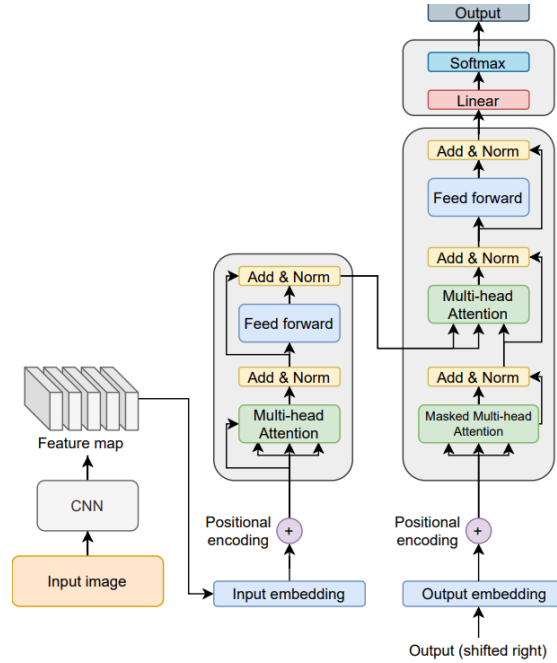 Output
Softmax
Linear
Add & Norm
Feed forward
Add & Norm
Multi-head
Attention
Add & Norm
Masked Multi-head
Attention
Positional
encoding
+
Output embedding
Output (shifted right)
Add & Norm
Feed forward
Add & Norm
Multi-head
Attention
Positional
encoding
+
Input embedding
Feature map
CNN
Input image